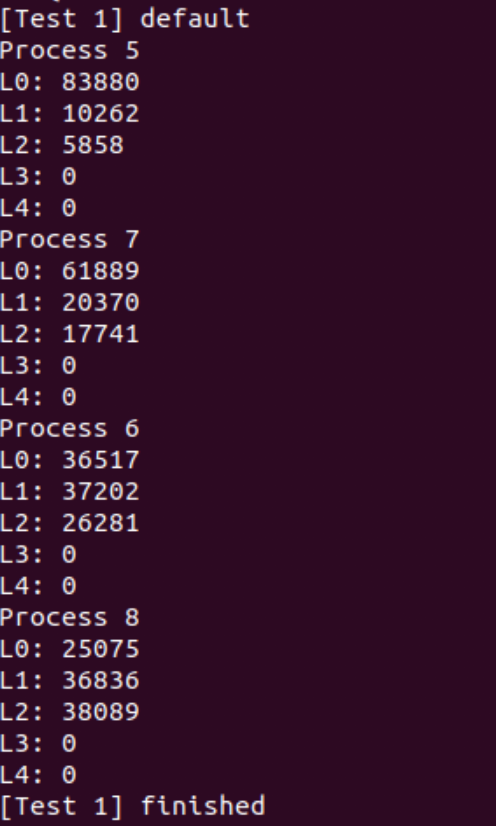 [Test 1] default
Process 5
L0: 83880
L1: 10262
L2: 5858
L3: 0
L4: 0
Process 7
L0: 61889
L1: 20370
L2: 17741
L3: 0
L4: 0
Process 6
L0: 36517
L1: 37202
L2: 26281
L3: 0
L4: 0
Process 8
L0: 25075
L1: 36836
L2: 38089
L3: 0
L4: 0
[Test 1] finished